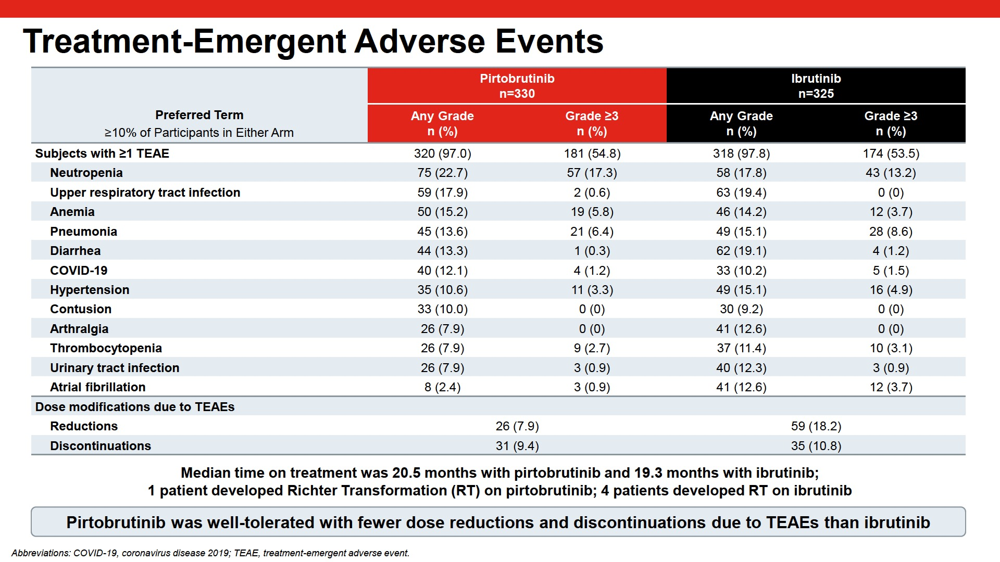 Treatment-Emergent Adverse Events
Pirtobrutinib Ibrutinib
n=330 n=325
Preferred Term Any Grade Grade ≥3 Any Grade Grade ≥3
≥10% of Participants in Either Arm n (%) n (%) n (%) n (%)
Subjects with ≥1 TEAE 320 (97.0) 181 (54.8) 318 (97.8) 174 (53.5)
Neutropenia 75 (22.7) 57 (17.3) 58 (17.8) 43 (13.2)
Upper respiratory tract infection 59 (17.9) 2 (0.6) 63 (19.4) 0 (0)
Anemia 50 (15.2) 19 (5.8) 46 (14.2) 12 (3.7)
Pneumonia 45 (13.6) 21 (6.4) 49 (15.1) 28 (8.6)
Diarrhea 44 (13.3) 1 (0.3) 62 (19.1) 4 (1.2)
COVID-19 40 (12.1) 4 (1.2) 33 (10.2) 5 (1.5)
Hypertension 35 (10.6) 11 (3.3) 49 (15.1) 16 (4.9)
Contusion 33 (10.0) 0 (0) 30 (9.2) 0 (0)
Arthralgia 26 (7.9) 0 (0) 41 (12.6) 0 (0)
Thrombocytopenia 26 (7.9) 9 (2.7) 37 (11.4) 10 (3.1)
Urinary tract infection 26 (7.9) 3 (0.9) 40 (12.3) 3 (0.9)
Atrial fibrillation 8 (2.4) 3 (0.9) 41 (12.6) 12 (3.7)
Dose modifications due to TEAEs
Reductions 26 (7.9) 59 (18.2)
Discontinuations 31 (9.4) 35 (10.8)
Median time on treatment was 20.5 months with pirtobrutinib and 19.3 months with ibrutinib;
1 patient developed Richter Transformation (RT) on pirtobrutinib; 4 patients developed RT on ibrutinib
Pirtobrutinib was well-tolerated with fewer dose reductions and discontinuations due to TEAEs than ibrutinib
Abbreviations: COVID-19, coronavirus disease 2019; TEAE, treatment-emergent adverse event.